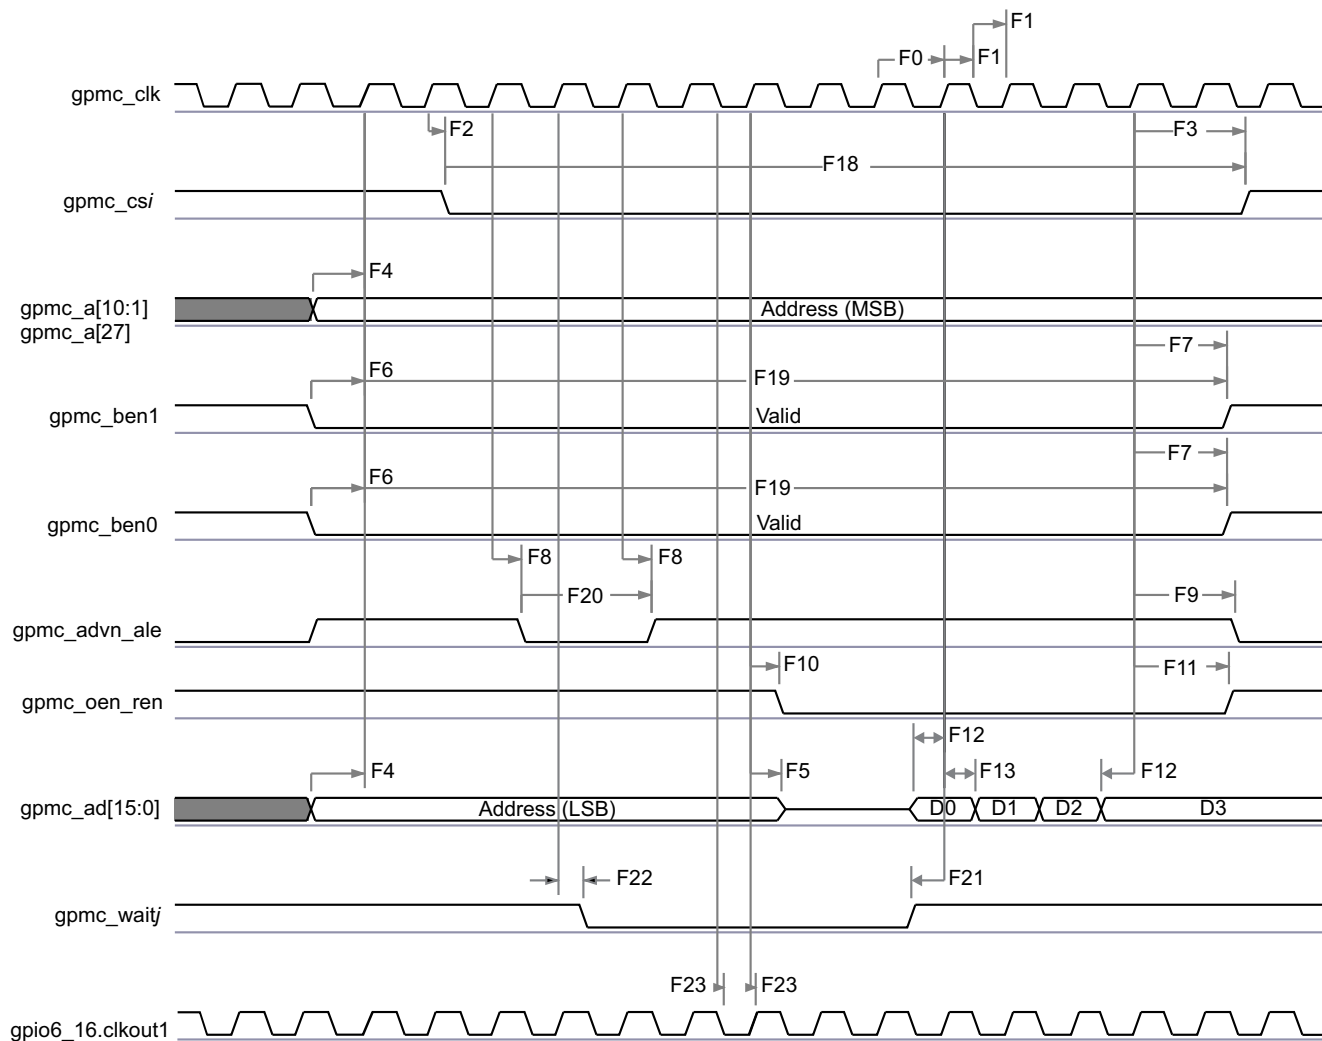 F1
F0 F1
gpmc_clk
F2 F3
F18
gpmc_csi
F4
gpmc_a[10:1] Address (MSB)
gpmc_a[27]
F7
F6 F19
gpmc_ben1 Valid
F7
F6 F19
gpmc_ben0 Valid
F8 F8
F20 F9
gpmc_advn_ale
F10 F11
gpmc_oen_ren
F12
F4 F5 F13 F12
gpmc_ad[15:0] Address (LSB) D0 D1 D2 D3
F22 F21
gpmc_waitj
F23 F23
gpio6_16.clkout1